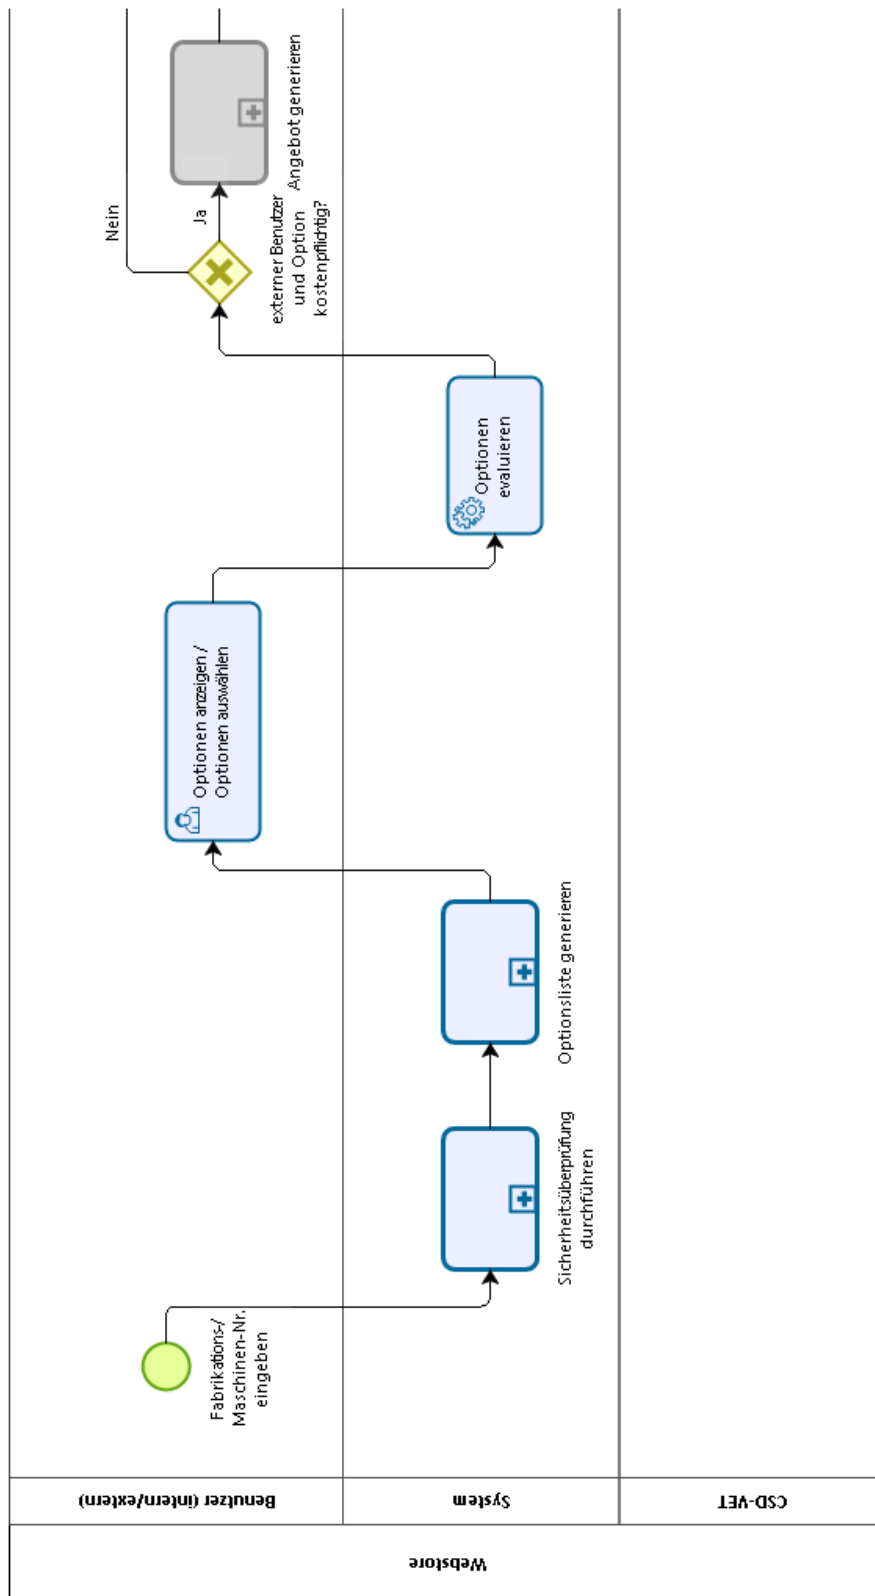 Webstore
Benutzer (intern/extern)
System
CSD-VET
Fabrikations-/
Maschinen-Nr.
eingeben
Sicherheitsüberprüfung
durchführen
Optionsliste generieren
Optionen anzeigen /
Optionen auswählen
Optionen
evaluieren
externer Benutzer
und Option
kostenpflichtig?
Nein
Ja
Angebot generieren